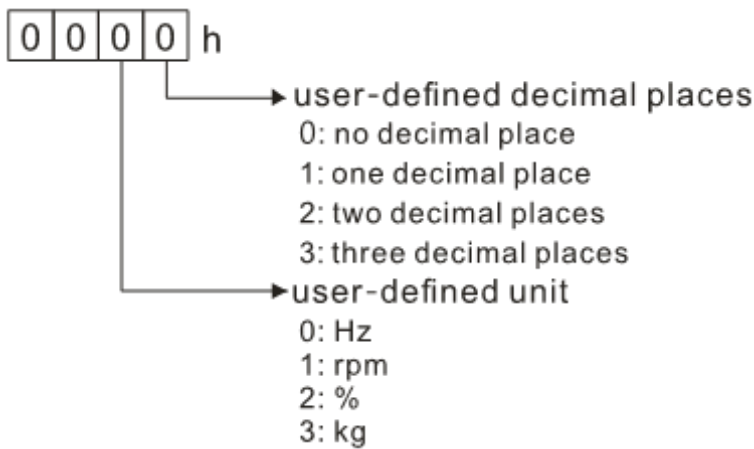 0 0 0 0 h
user-defined decimal places
0: no decimal place
1: one decimal place
2: two decimal places
3: three decimal places
user-defined unit
0: Hz
1: rpm
2: %
3: kg